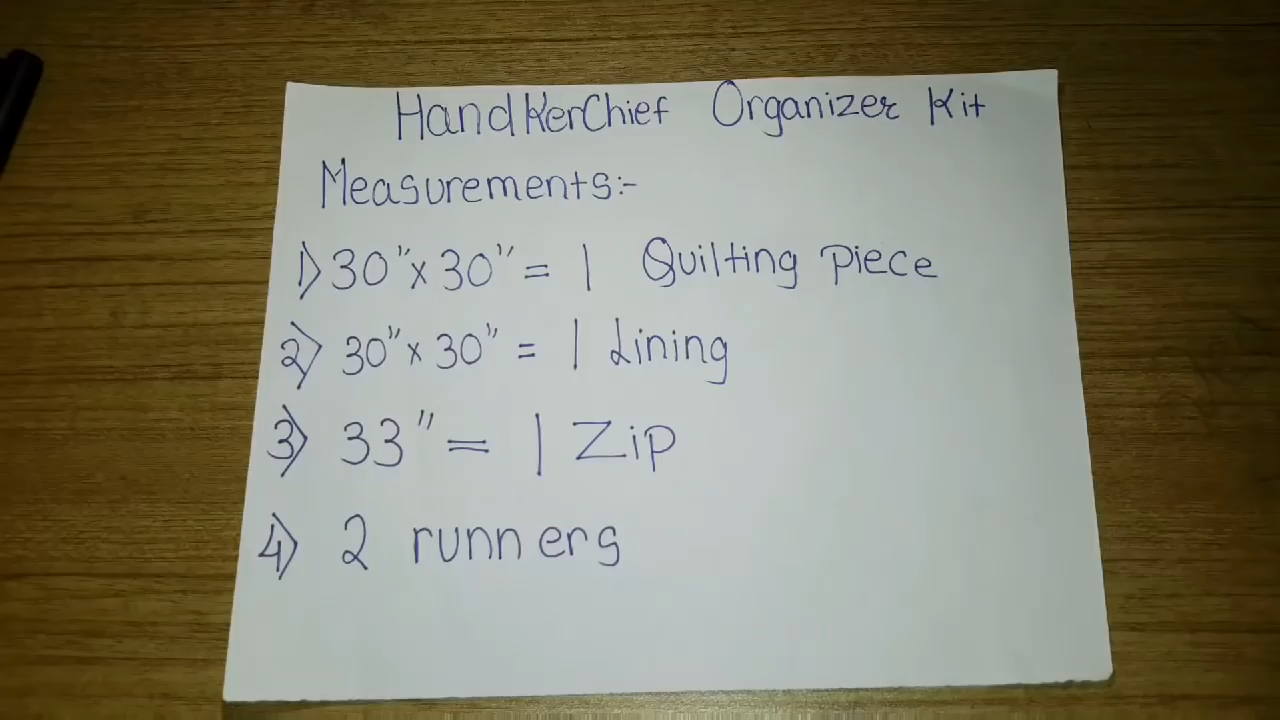 HandKerChief Organizer Kit
Measurements:-
1) 30"x 30" = 1 Quilting piece
2) 30"x 30" = 1 Lining
3) 33" = 1 Zip
4) 2 runners